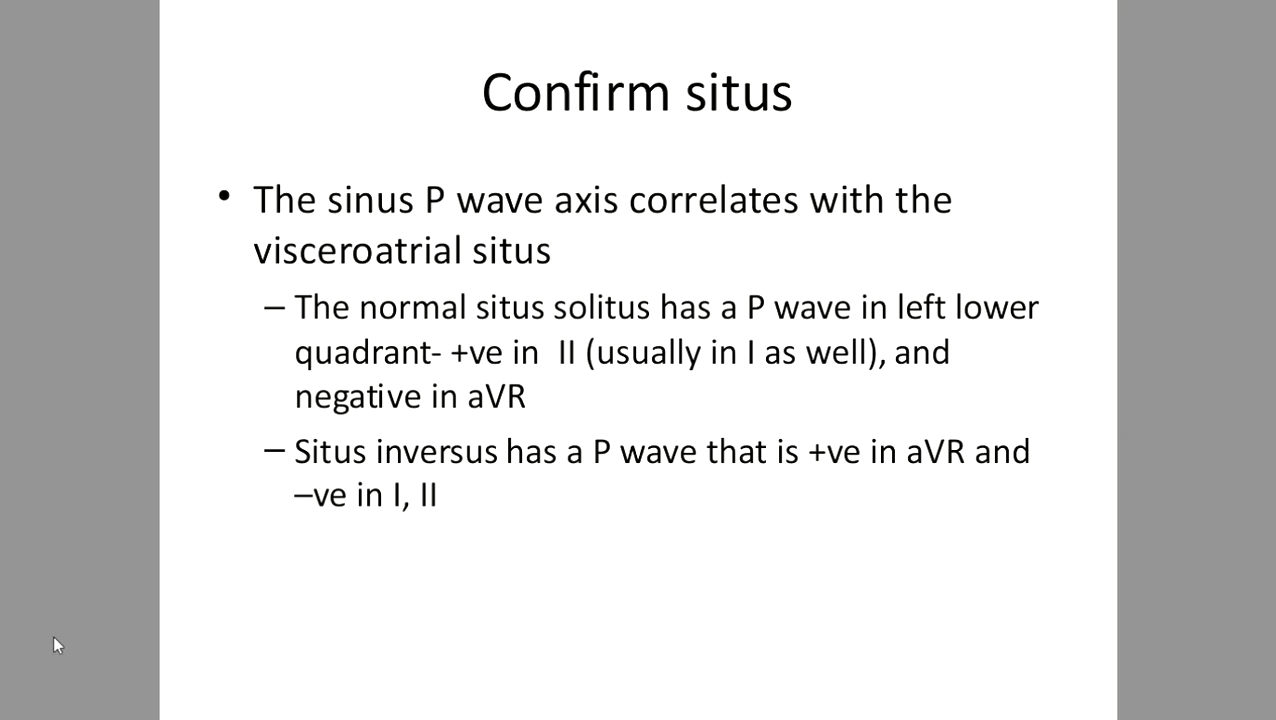 Confirm situs
• The sinus P wave axis correlates with the
visceroatrial situs
– The normal situs solitus has a P wave in left lower
quadrant- +ve in  II (usually in I as well), and
negative in aVR
– Situs inversus has a P wave that is +ve in aVR and
–ve in I, II